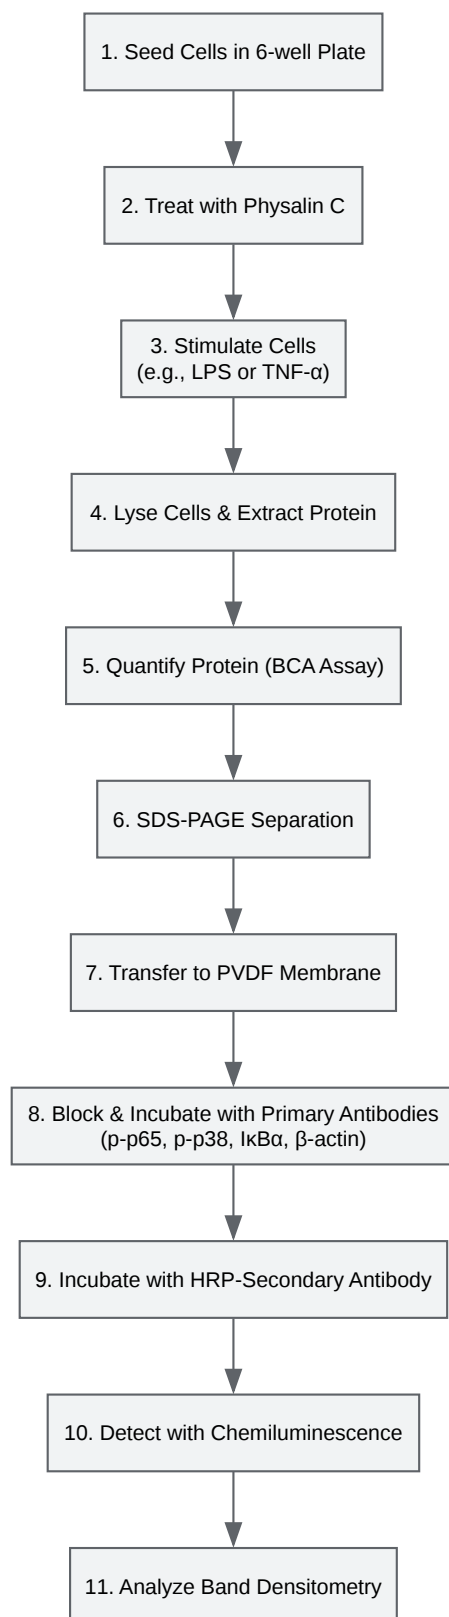 1. Seed Cells in 6-well Plate
2. Treat with Physalin C
3. Stimulate Cells
(e.g., LPS or TNF-α)
4. Lyse Cells & Extract Protein
5. Quantify Protein (BCA Assay)
6. SDS-PAGE Separation
7. Transfer to PVDF Membrane
8. Block & Incubate with Primary Antibodies
(p-p65, p-p38, IκBα, β-actin)
9. Incubate with HRP-Secondary Antibody
10. Detect with Chemiluminescence
11. Analyze Band Densitometry